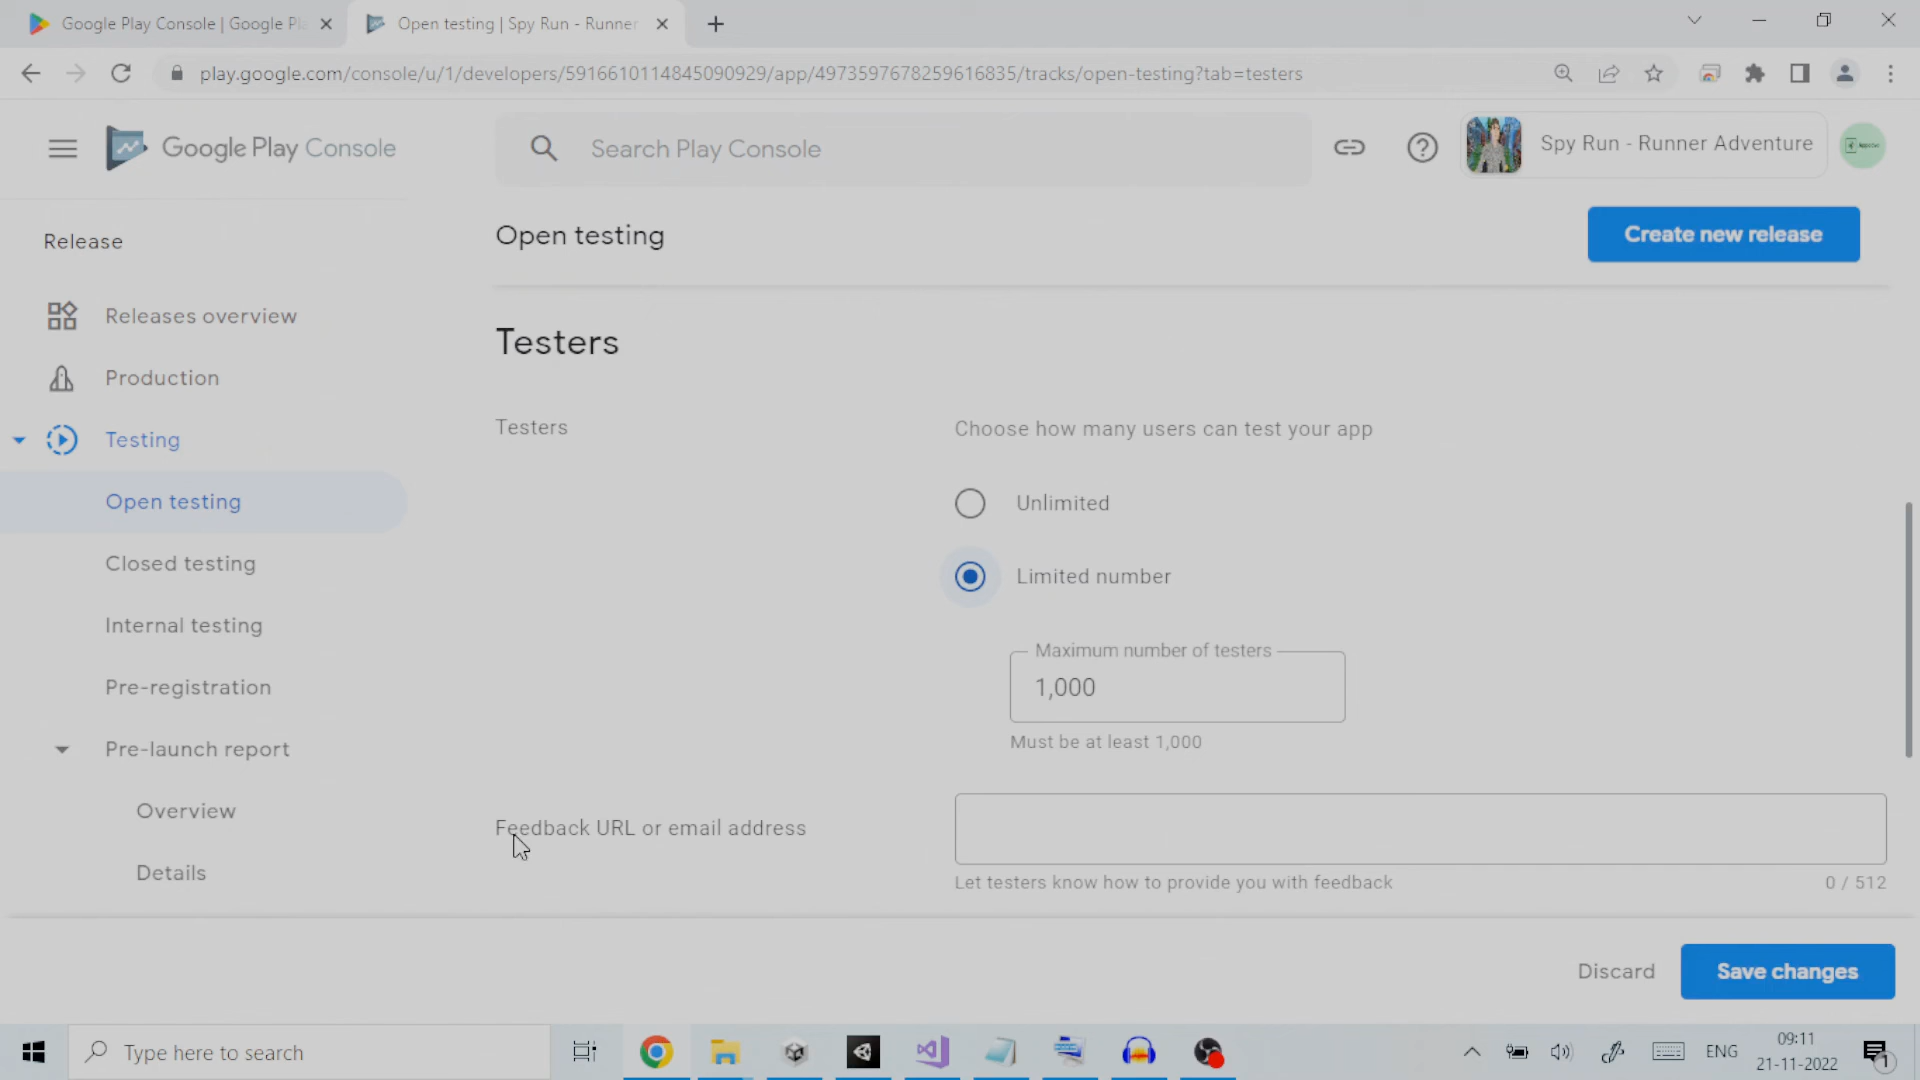 Google Play Console | Google Pla
Open testing | Spy Run - Runner
play.google.com/console/u/1/developers/5916610114845090929/app/4973597678259616835/tracks/open-testing?tab=testers
Google Play Console
Search Play Console
Spy Run - Runner Adventure
Release
Open testing
Create new release
Releases overview
Production
Testing
Open testing
Closed testing
Internal testing
Pre-registration
Pre-launch report
Overview
Details
Testers
Testers
Choose how many users can test your app
Unlimited
Limited number
Maximum number of testers
1,000
Must be at least 1,000
Feedback URL or email address
Let testers know how to provide you with feedback
0 / 512
Discard
Save changes
Type here to search
ENG
09:11
21-11-2022
1